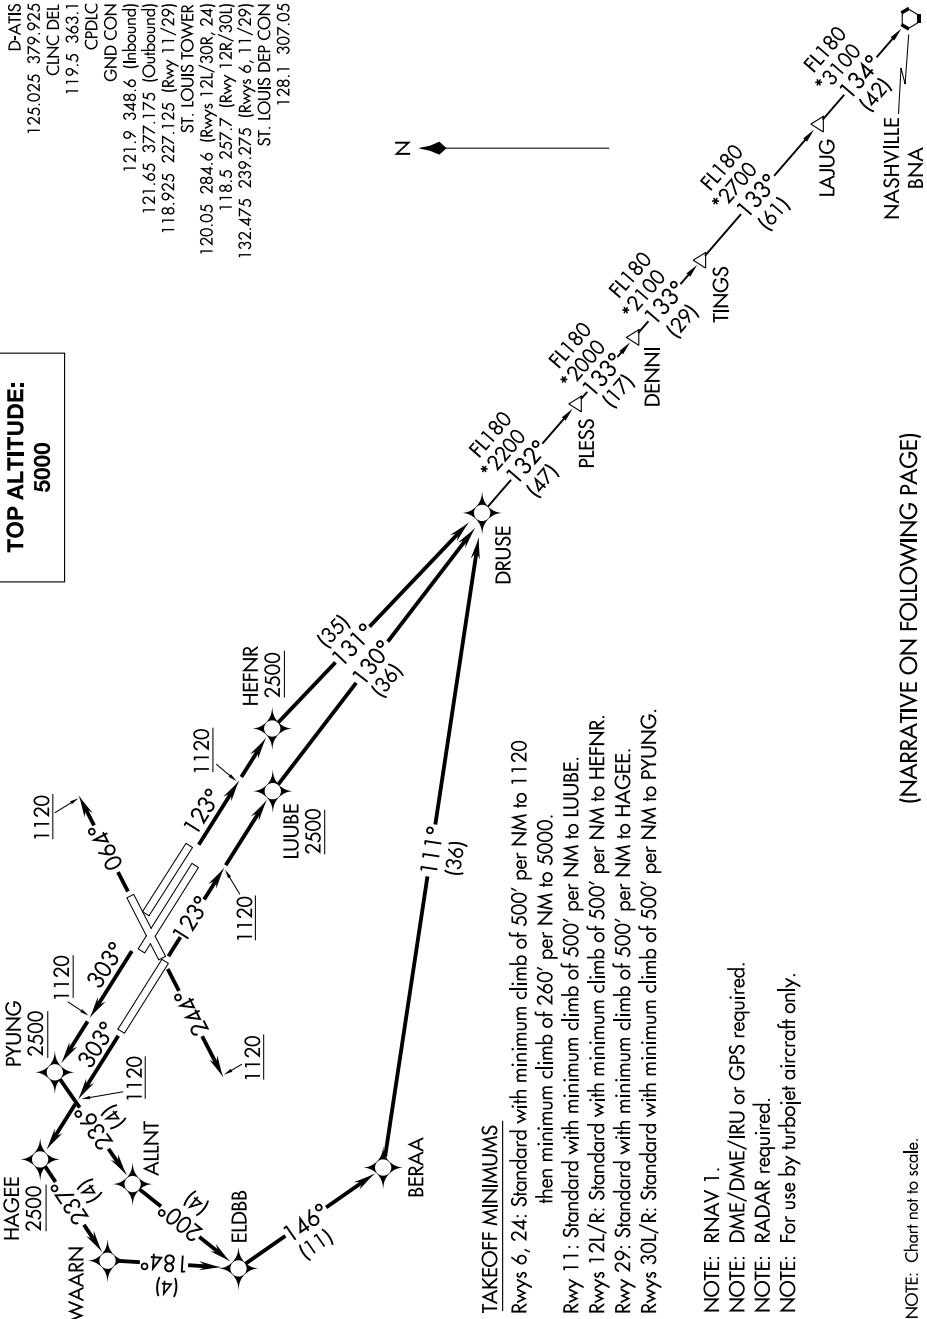 D-ATIS
125.025 379.925
CLNC DEL
119.5 363.1
CPDLC
GND CON
121.9 348.6 (Inbound)
121.65 377.175 (Outbound)
118.925 227.125 (Rwy 11/29)
ST. LOUIS TOWER
120.05 284.6 (Rwys 12L/30R, 24)
118.5 257.7 (Rwy 12R/30L)
132.475 239.275 (Rwys 6, 11/29)
ST. LOUIS DEP CON
128.1 307.05
TOP ALTITUDE:
5000
N
HAGEE
2500
PYUNG
2500
1120
303°
1120
064°
1120
123°
HEFNR
2500
303°
1120
123°
1120
LUUBE
2500
244°
1120
237°
(4)
236°
(4)
WAARN
ALLNT
184°
(4)
200°
(4)
ELDBB
146°
(11)
BERAA
111°
(36)
(35)
131°
130°
(36)
DRUSE
FL180
*2200
132°
(47)
PLESS
FL180
*2000
133°
(17)
DENNI
FL180
*2100
133°
(29)
TINGS
FL180
*2700
133°
(61)
LAJUG
FL180
*3100
134°
(42)
NASHVILLE
BNA
TAKEOFF MINIMUMS
Rwys 6, 24: Standard with minimum climb of 500' per NM to 1120
then minimum climb of 260' per NM to 5000.
Rwy 11: Standard with minimum climb of 500' per NM to LUUBE.
Rwys 12L/R: Standard with minimum climb of 500' per NM to HEFNR.
Rwy 29: Standard with minimum climb of 500' per NM to HAGEE.
Rwys 30L/R: Standard with minimum climb of 500' per NM to PYUNG.
NOTE: RNAV 1.
NOTE: DME/DME/IRU or GPS required.
NOTE: RADAR required.
NOTE: For use by turbojet aircraft only.
(NARRATIVE ON FOLLOWING PAGE)
NOTE: Chart not to scale.